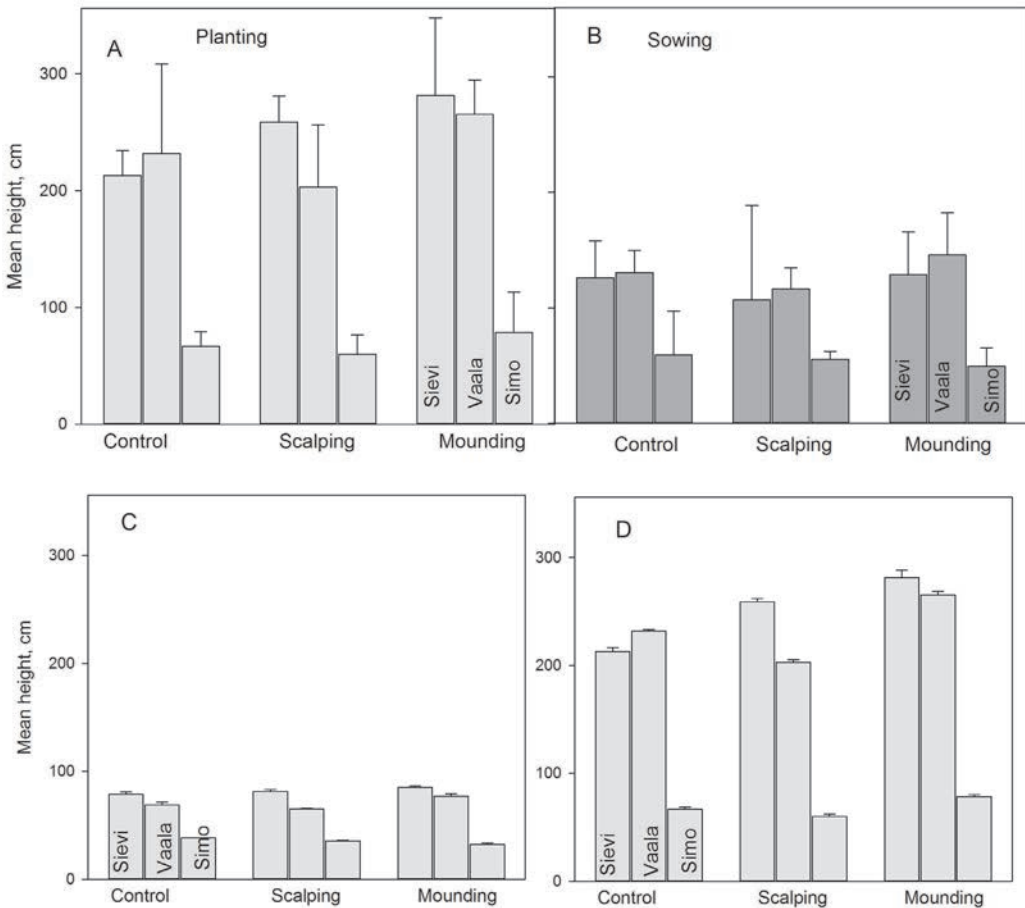 A
Planting
B
Sowing
Mean height, cm
300
200
100
0
Sievi
Vaala
Simo
Sievi
Vaala
Simo
Control
Scalping
Mounding
Control
Scalping
Mounding
C
D
Mean height, cm
300
200
100
0
300
200
100
0
Sievi
Vaala
Simo
Sievi
Vaala
Simo
Control
Scalping
Mounding
Control
Scalping
Mounding